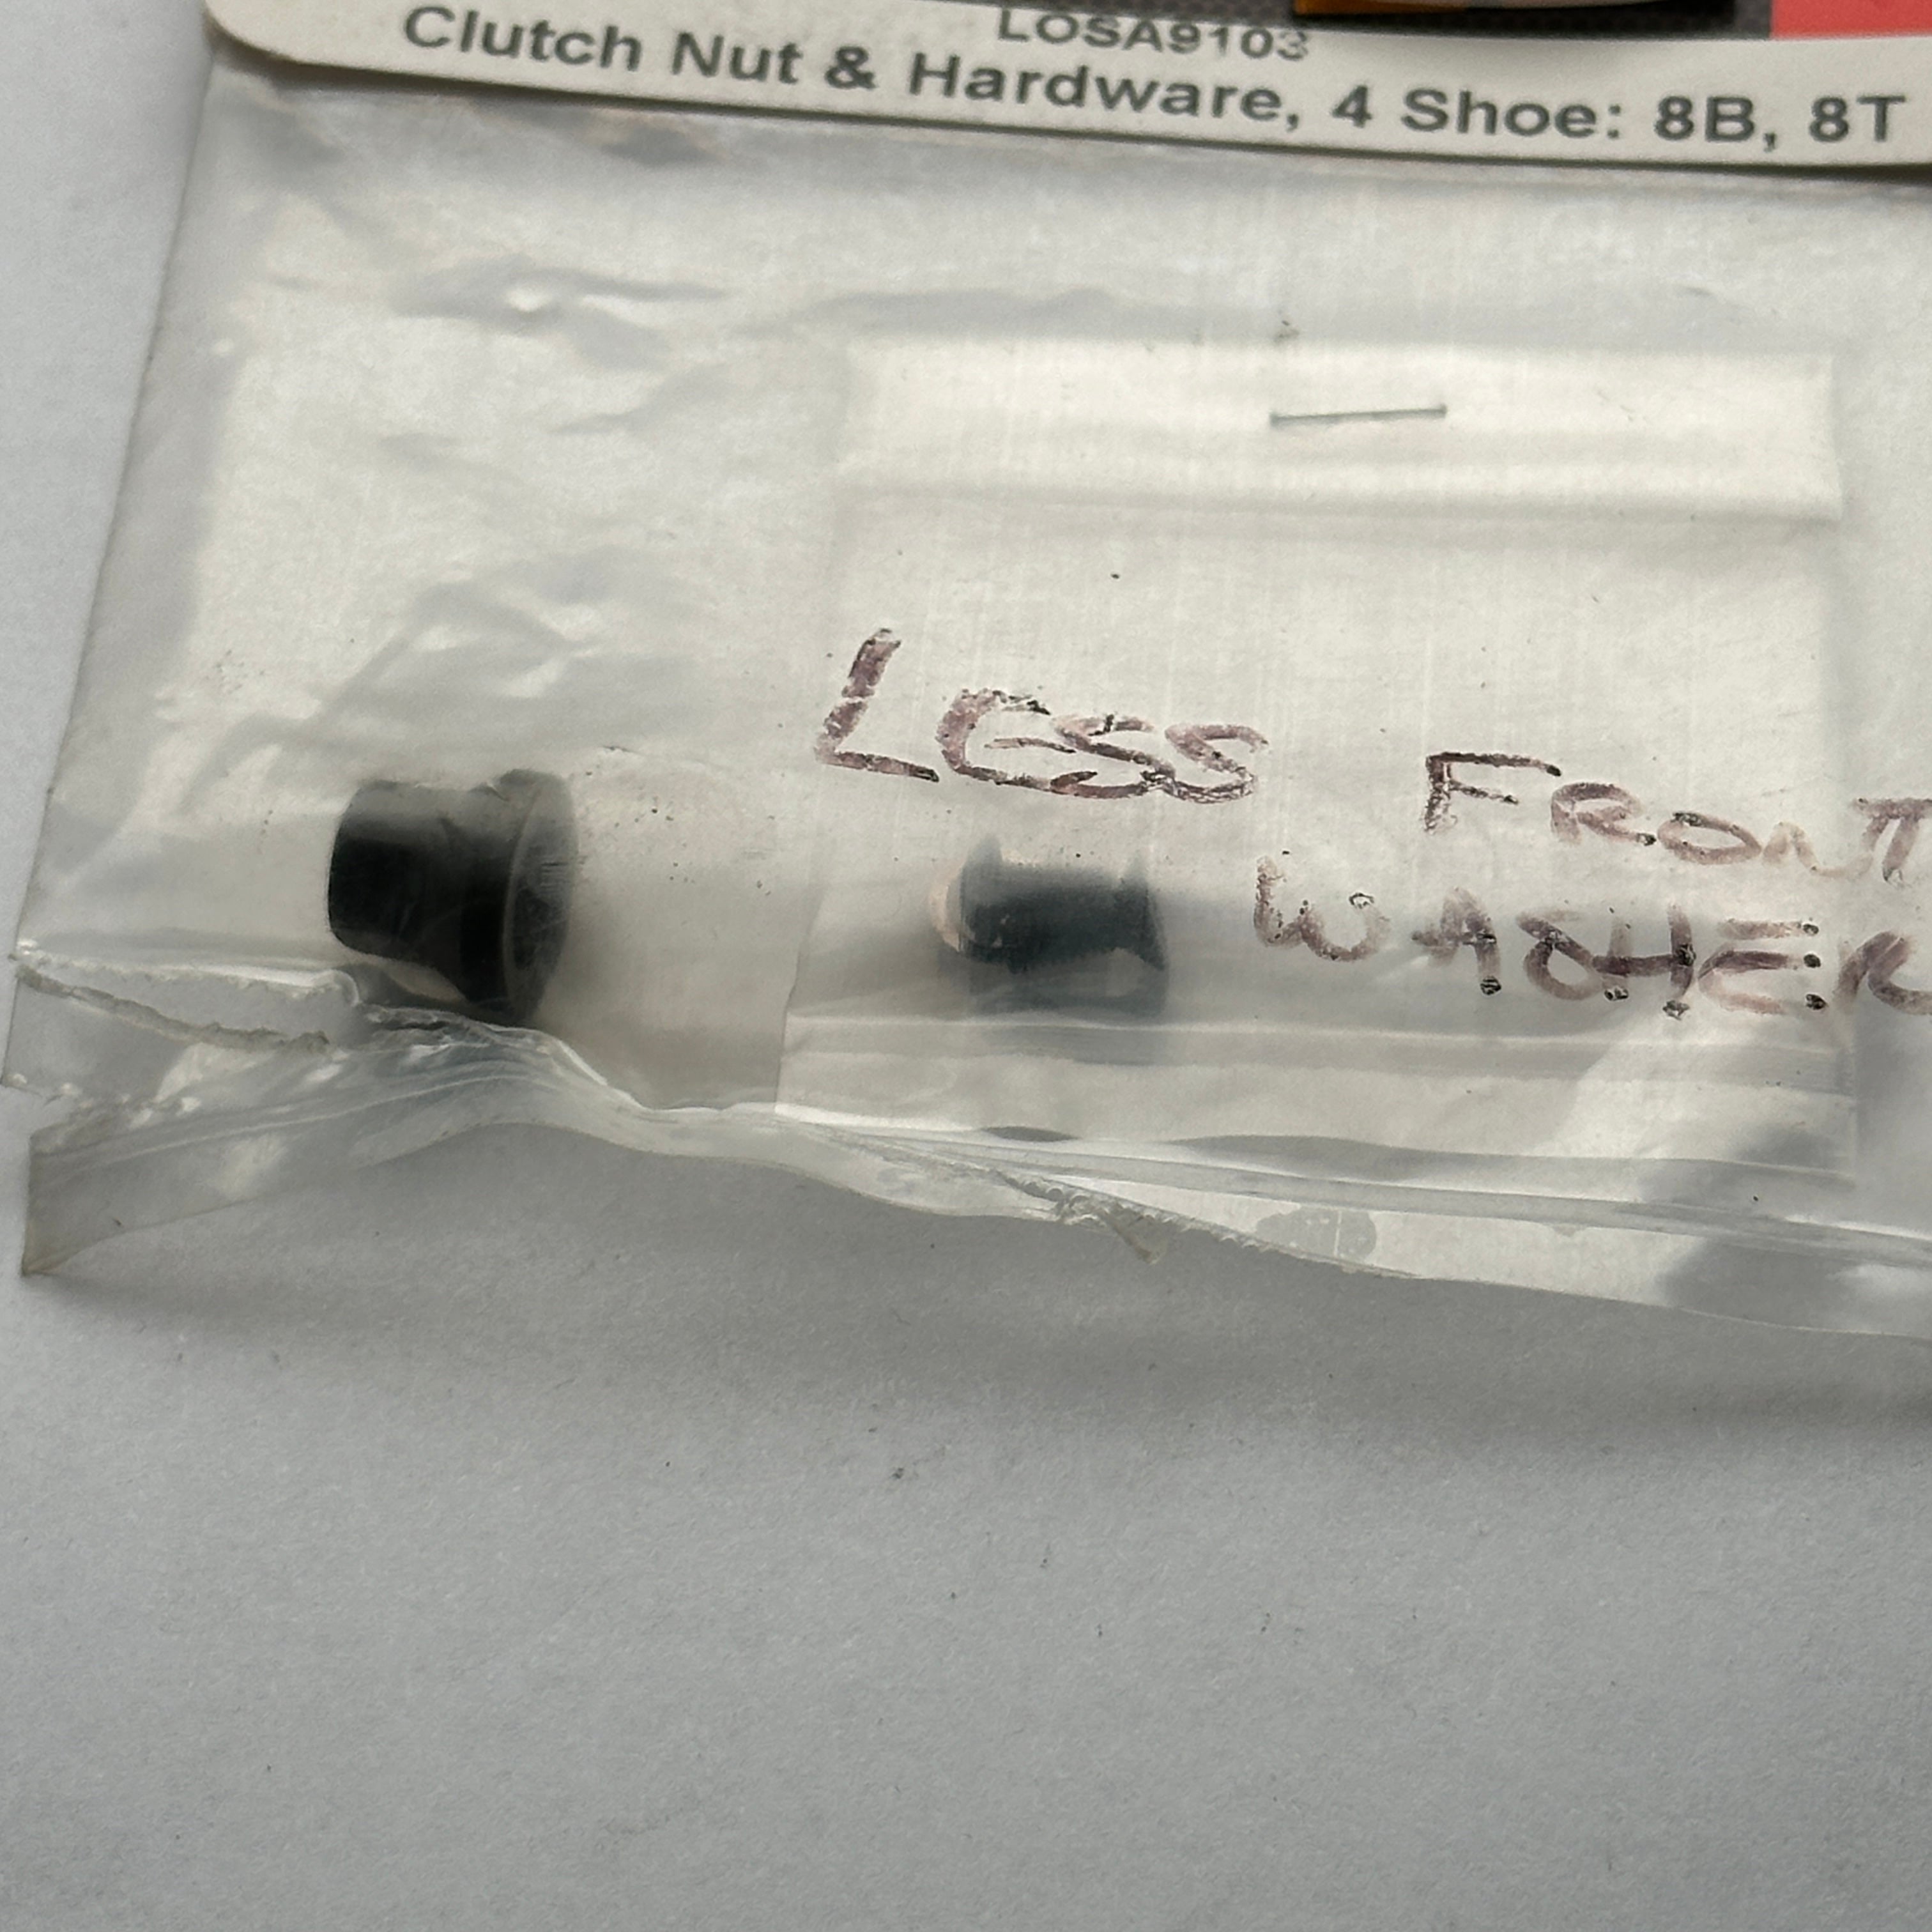 LOSA9103
Clutch Nut & Hardware, 4 Shoe: 8B, 8T
LESS FRONT
WASHER